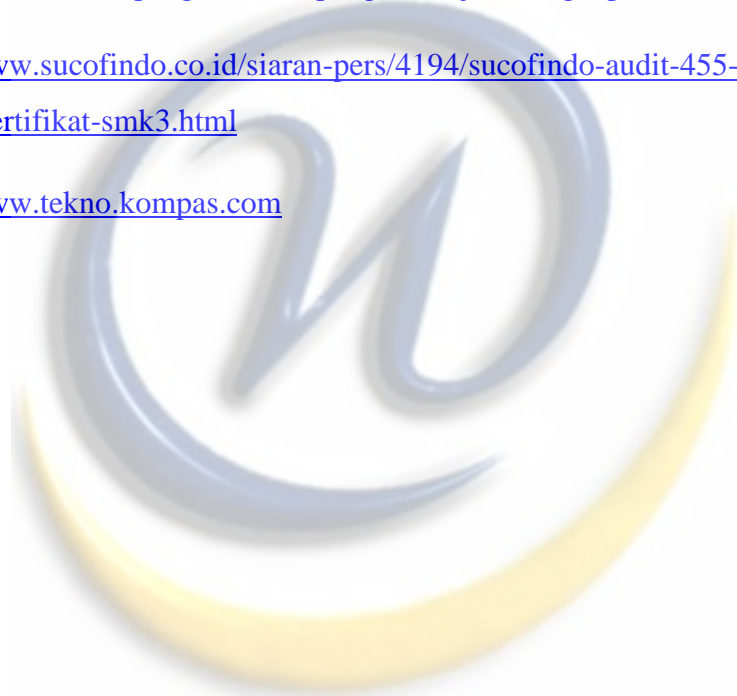 ww.sucofindo.co.id/siaran-pers/4194/sucofindo-audit-455-
ertifikat-smk3.html
ww.tekno.kompas.com